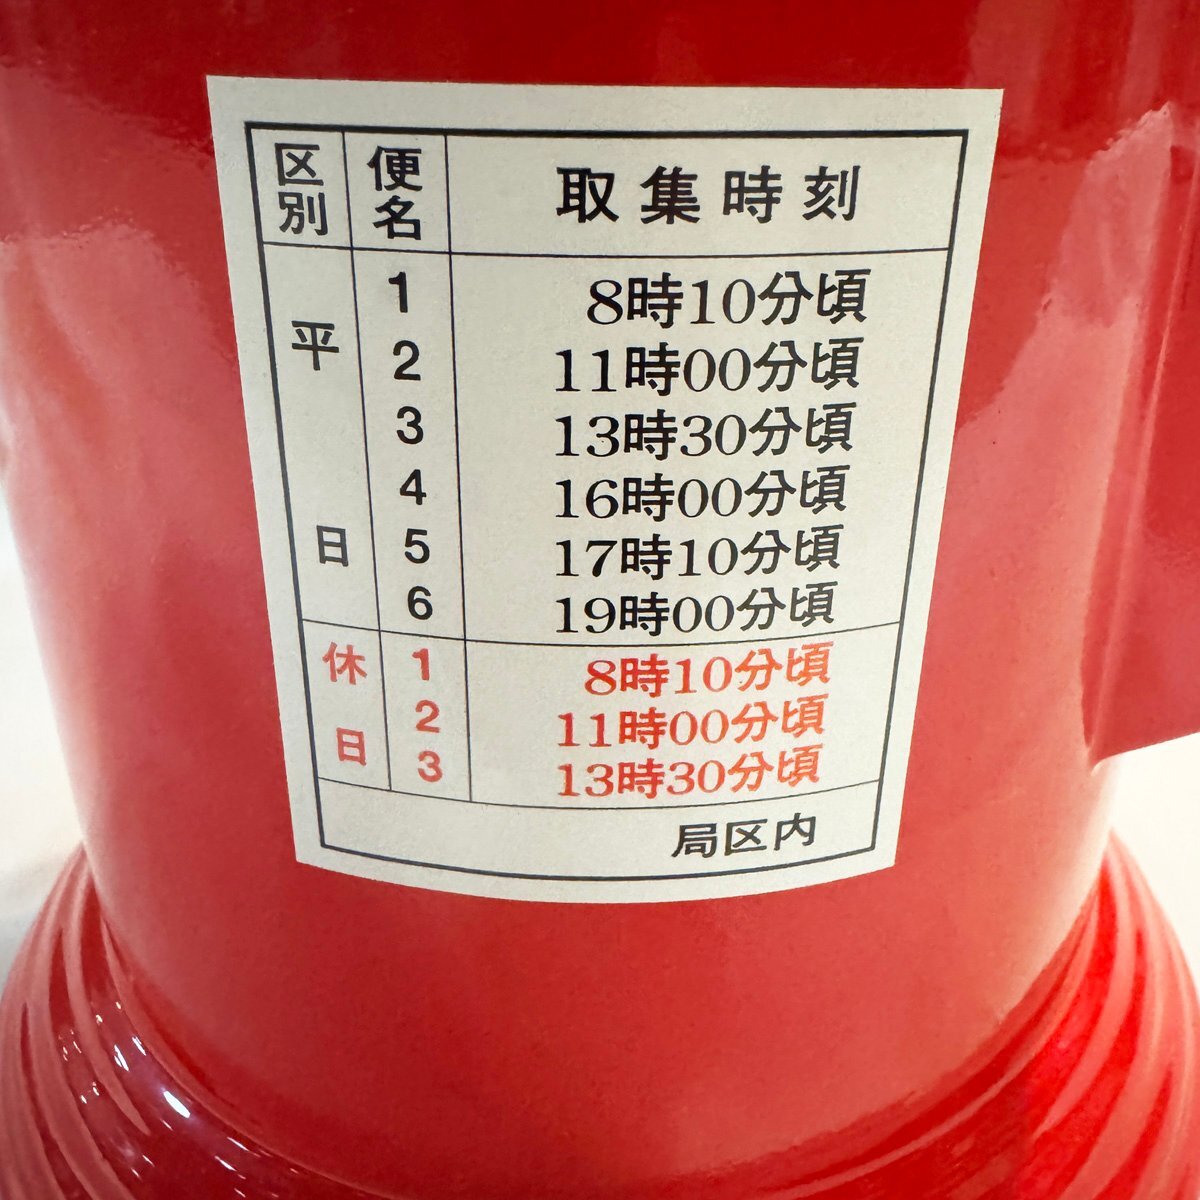 区別 便名 取集時刻
平日 1 8時10分頃
2 11時00分頃
3 13時30分頃
4 16時00分頃
5 17時10分頃
6 19時00分頃
休日 1 8時10分頃
2 11時00分頃
3 13時30分頃
局区内